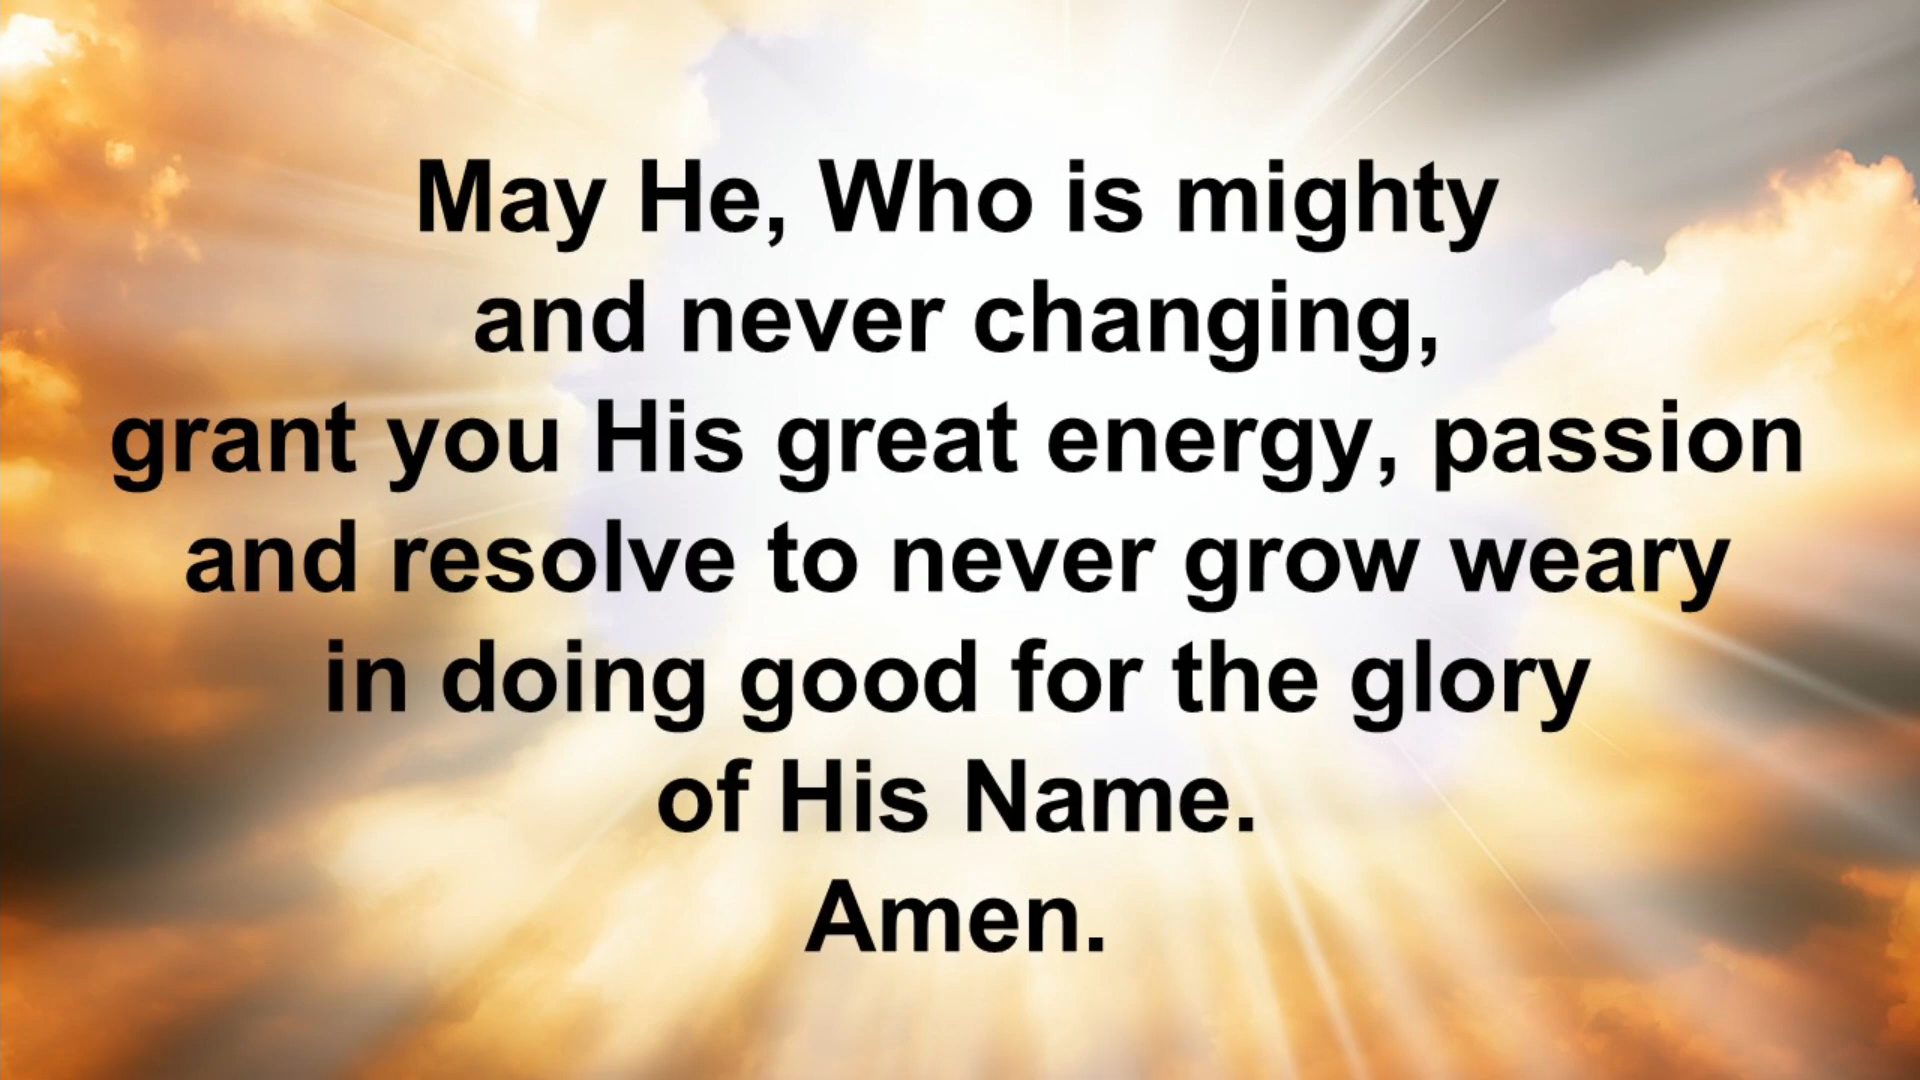 May He, Who is mighty
and never changing,
grant you His great energy, passion
and resolve to never grow weary
in doing good for the glory
of His Name.
Amen.